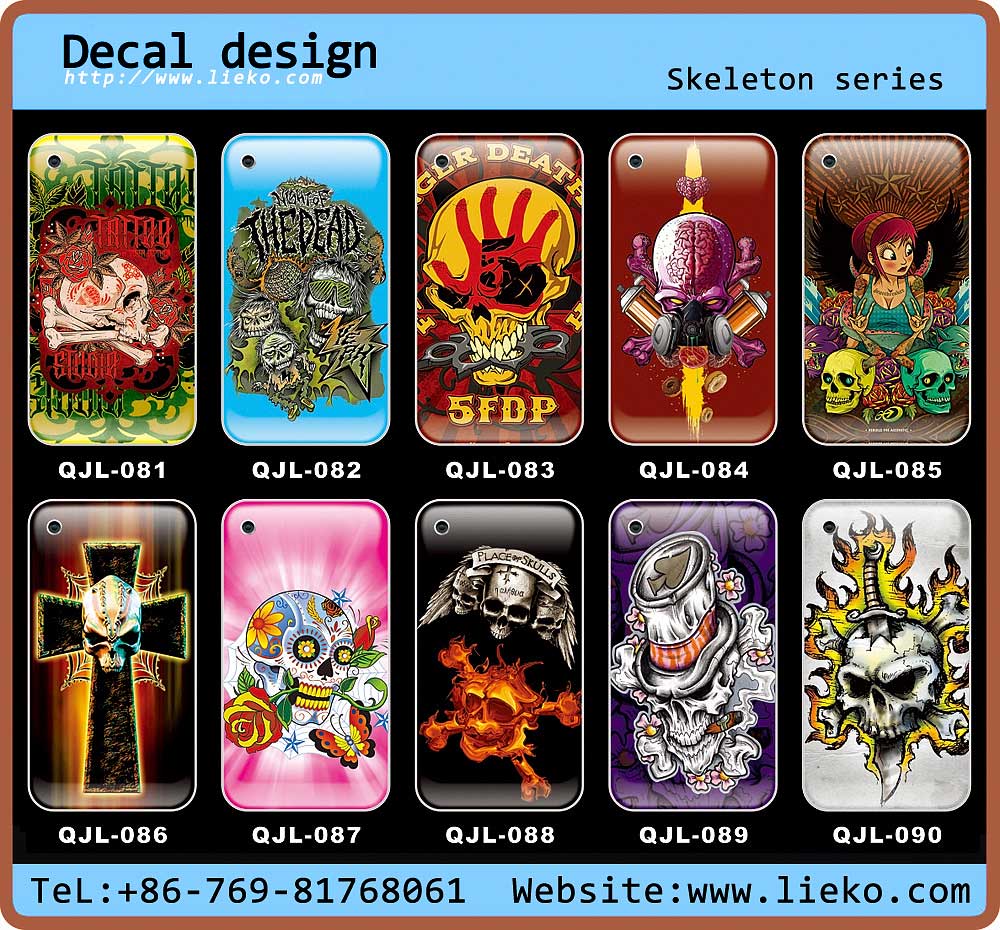 Decal design
http://www.lieko.com
Skeleton series
TATTOO
TATTOO
STUDIO
NIGHT OF
THE DEAD
GER DEATH
5
5FDP
QJL-081
QJL-082
QJL-083
QJL-084
QJL-085
PLACE OF SKULLS
QJL-086
QJL-087
QJL-088
QJL-089
QJL-090
TeL:+86-769-81768061
Website:www.lieko.com